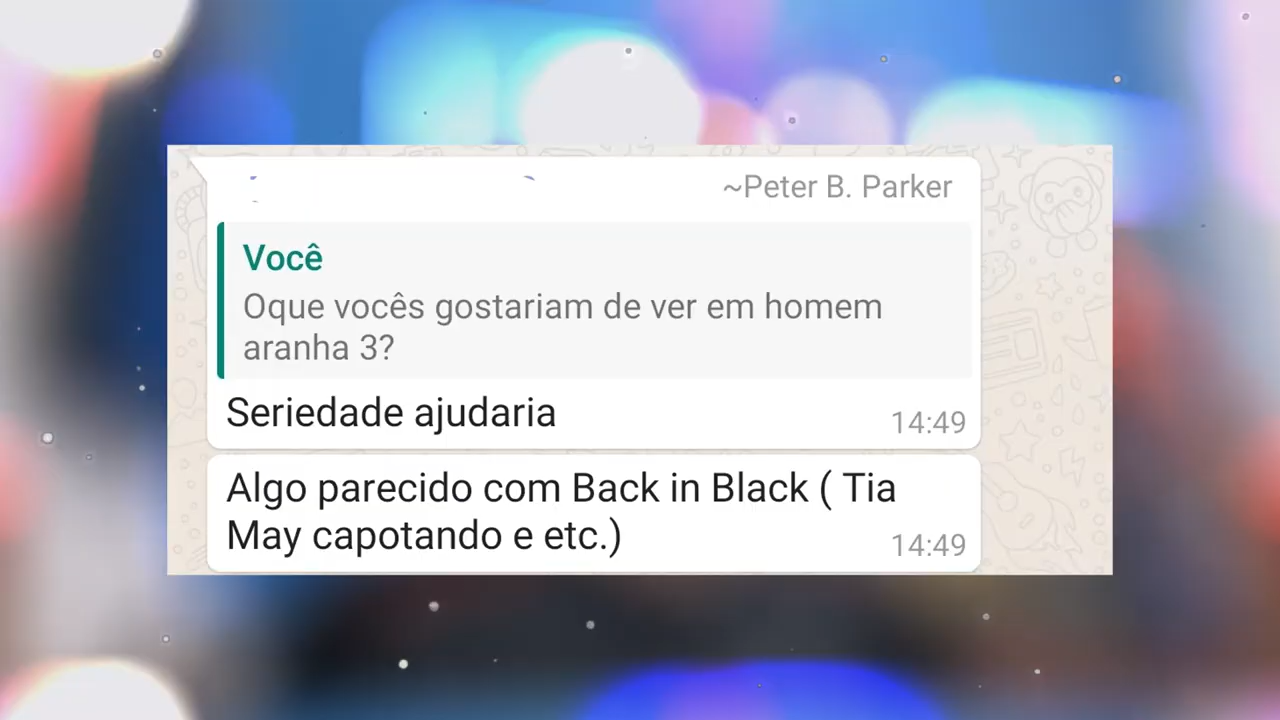 ~Peter B. Parker
Você
Oque vocês gostariam de ver em homem
aranha 3?
Seriedade ajudaria
14:49
Algo parecido com Back in Black ( Tia
May capotando e etc.)
14:49